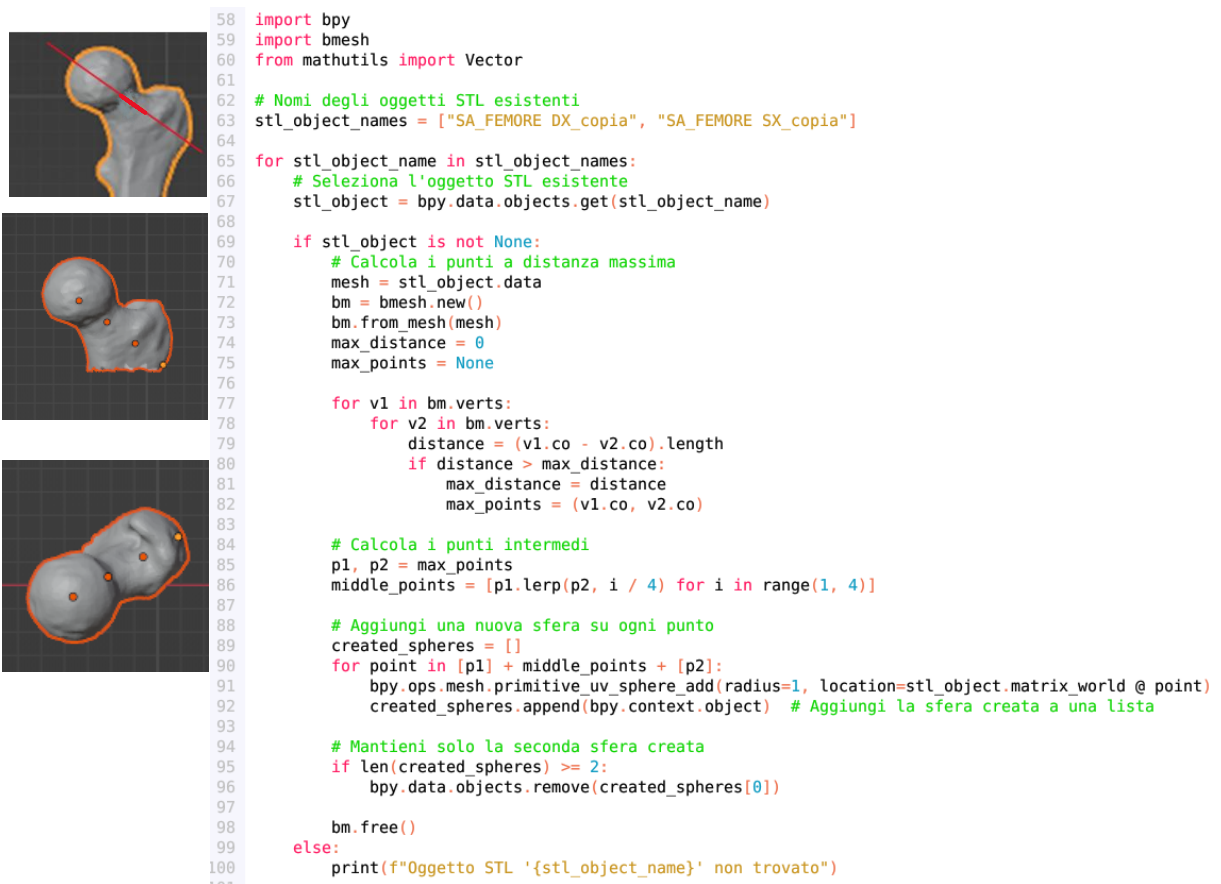 58 import bpy
59 import bmesh
60 from mathutils import Vector
61
62 # Nomi degli oggetti STL esistenti
63 stl_object_names = ["SA_FEMORE DX_copia", "SA_FEMORE SX_copia"]
64
65 for stl_object_name in stl_object_names:
66     # Seleziona l'oggetto STL esistente
67     stl_object = bpy.data.objects.get(stl_object_name)
68
69     if stl_object is not None:
70         # Calcola i punti a distanza massima
71         mesh = stl_object.data
72         bm = bmesh.new()
73         bm.from_mesh(mesh)
74         max_distance = 0
75         max_points = None
76
77         for v1 in bm.verts:
78             for v2 in bm.verts:
79                 distance = (v1.co - v2.co).length
80                 if distance > max_distance:
81                     max_distance = distance
82                     max_points = (v1.co, v2.co)
83
84         # Calcola i punti intermedi
85         p1, p2 = max_points
86         middle_points = [p1.lerp(p2, i / 4) for i in range(1, 4)]
87
88         # Aggiungi una nuova sfera su ogni punto
89         created_spheres = []
90         for point in [p1] + middle_points + [p2]:
91             bpy.ops.mesh.primitive_uv_sphere_add(radius=1, location=stl_object.matrix_world @ point)
92             created_spheres.append(bpy.context.object)  # Aggiungi la sfera creata a una lista
93
94         # Mantieni solo la seconda sfera creata
95         if len(created_spheres) >= 2:
96             bpy.data.objects.remove(created_spheres[0])
97
98         bm.free()
99     else:
100         print(f"Oggetto STL '{stl_object_name}' non trovato")